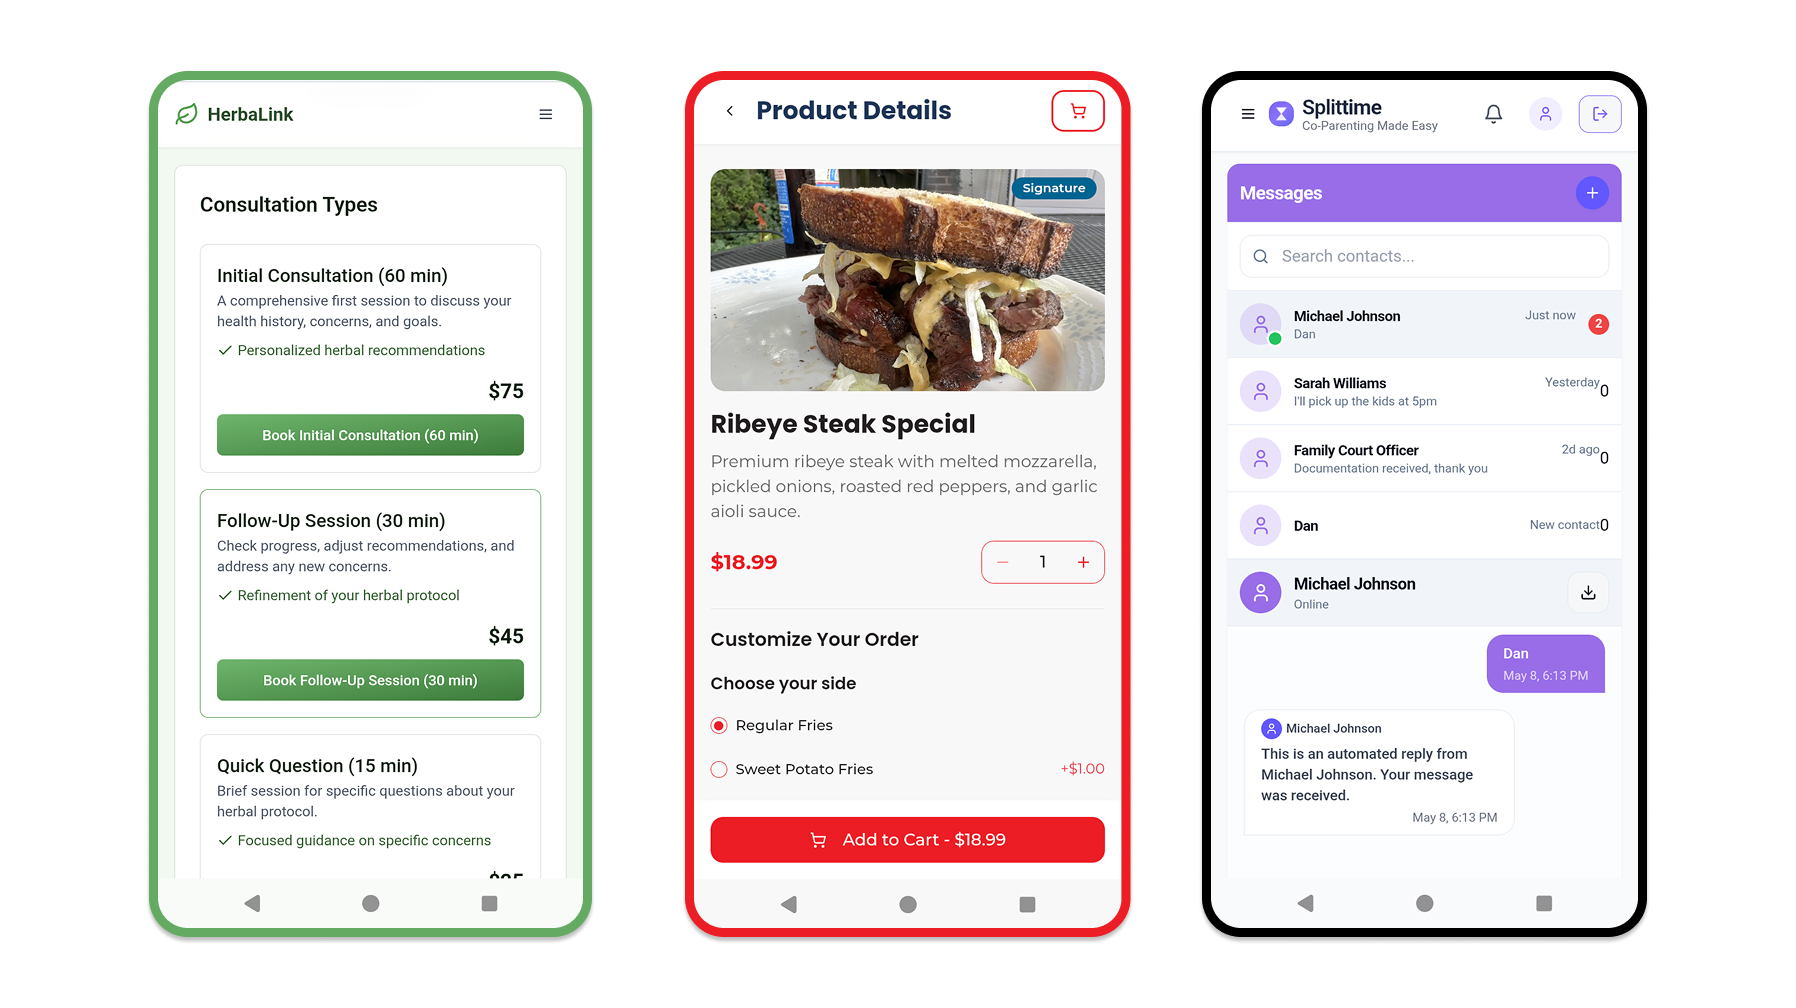 HerbaLink
Consultation Types
Initial Consultation (60 min)
A comprehensive first session to discuss your
health history, concerns, and goals.
Personalized herbal recommendations
$75
Book Initial Consultation (60 min)
Follow-Up Session (30 min)
Check progress, adjust recommendations, and
address any new concerns.
Refinement of your herbal protocol
$45
Book Follow-Up Session (30 min)
Quick Question (15 min)
Brief session for specific questions about your
herbal protocol.
Focused guidance on specific concerns
Product Details
Signature
Ribeye Steak Special
Premium ribeye steak with melted mozzarella,
pickled onions, roasted red peppers, and garlic
aioli sauce.
$18.99
1
Customize Your Order
Choose your side
Regular Fries
Sweet Potato Fries +$1.00
Add to Cart - $18.99
Splittime
Co-Parenting Made Easy
Messages
Search contacts...
Michael Johnson Just now
Dan 2
Sarah Williams Yesterday 0
I'll pick up the kids at 5pm
Family Court Officer 2d ago 0
Documentation received, thank you
Dan New contact 0
Michael Johnson
Online
Dan
May 8, 6:13 PM
Michael Johnson
This is an automated reply from
Michael Johnson. Your message
was received.
May 8, 6:13 PM